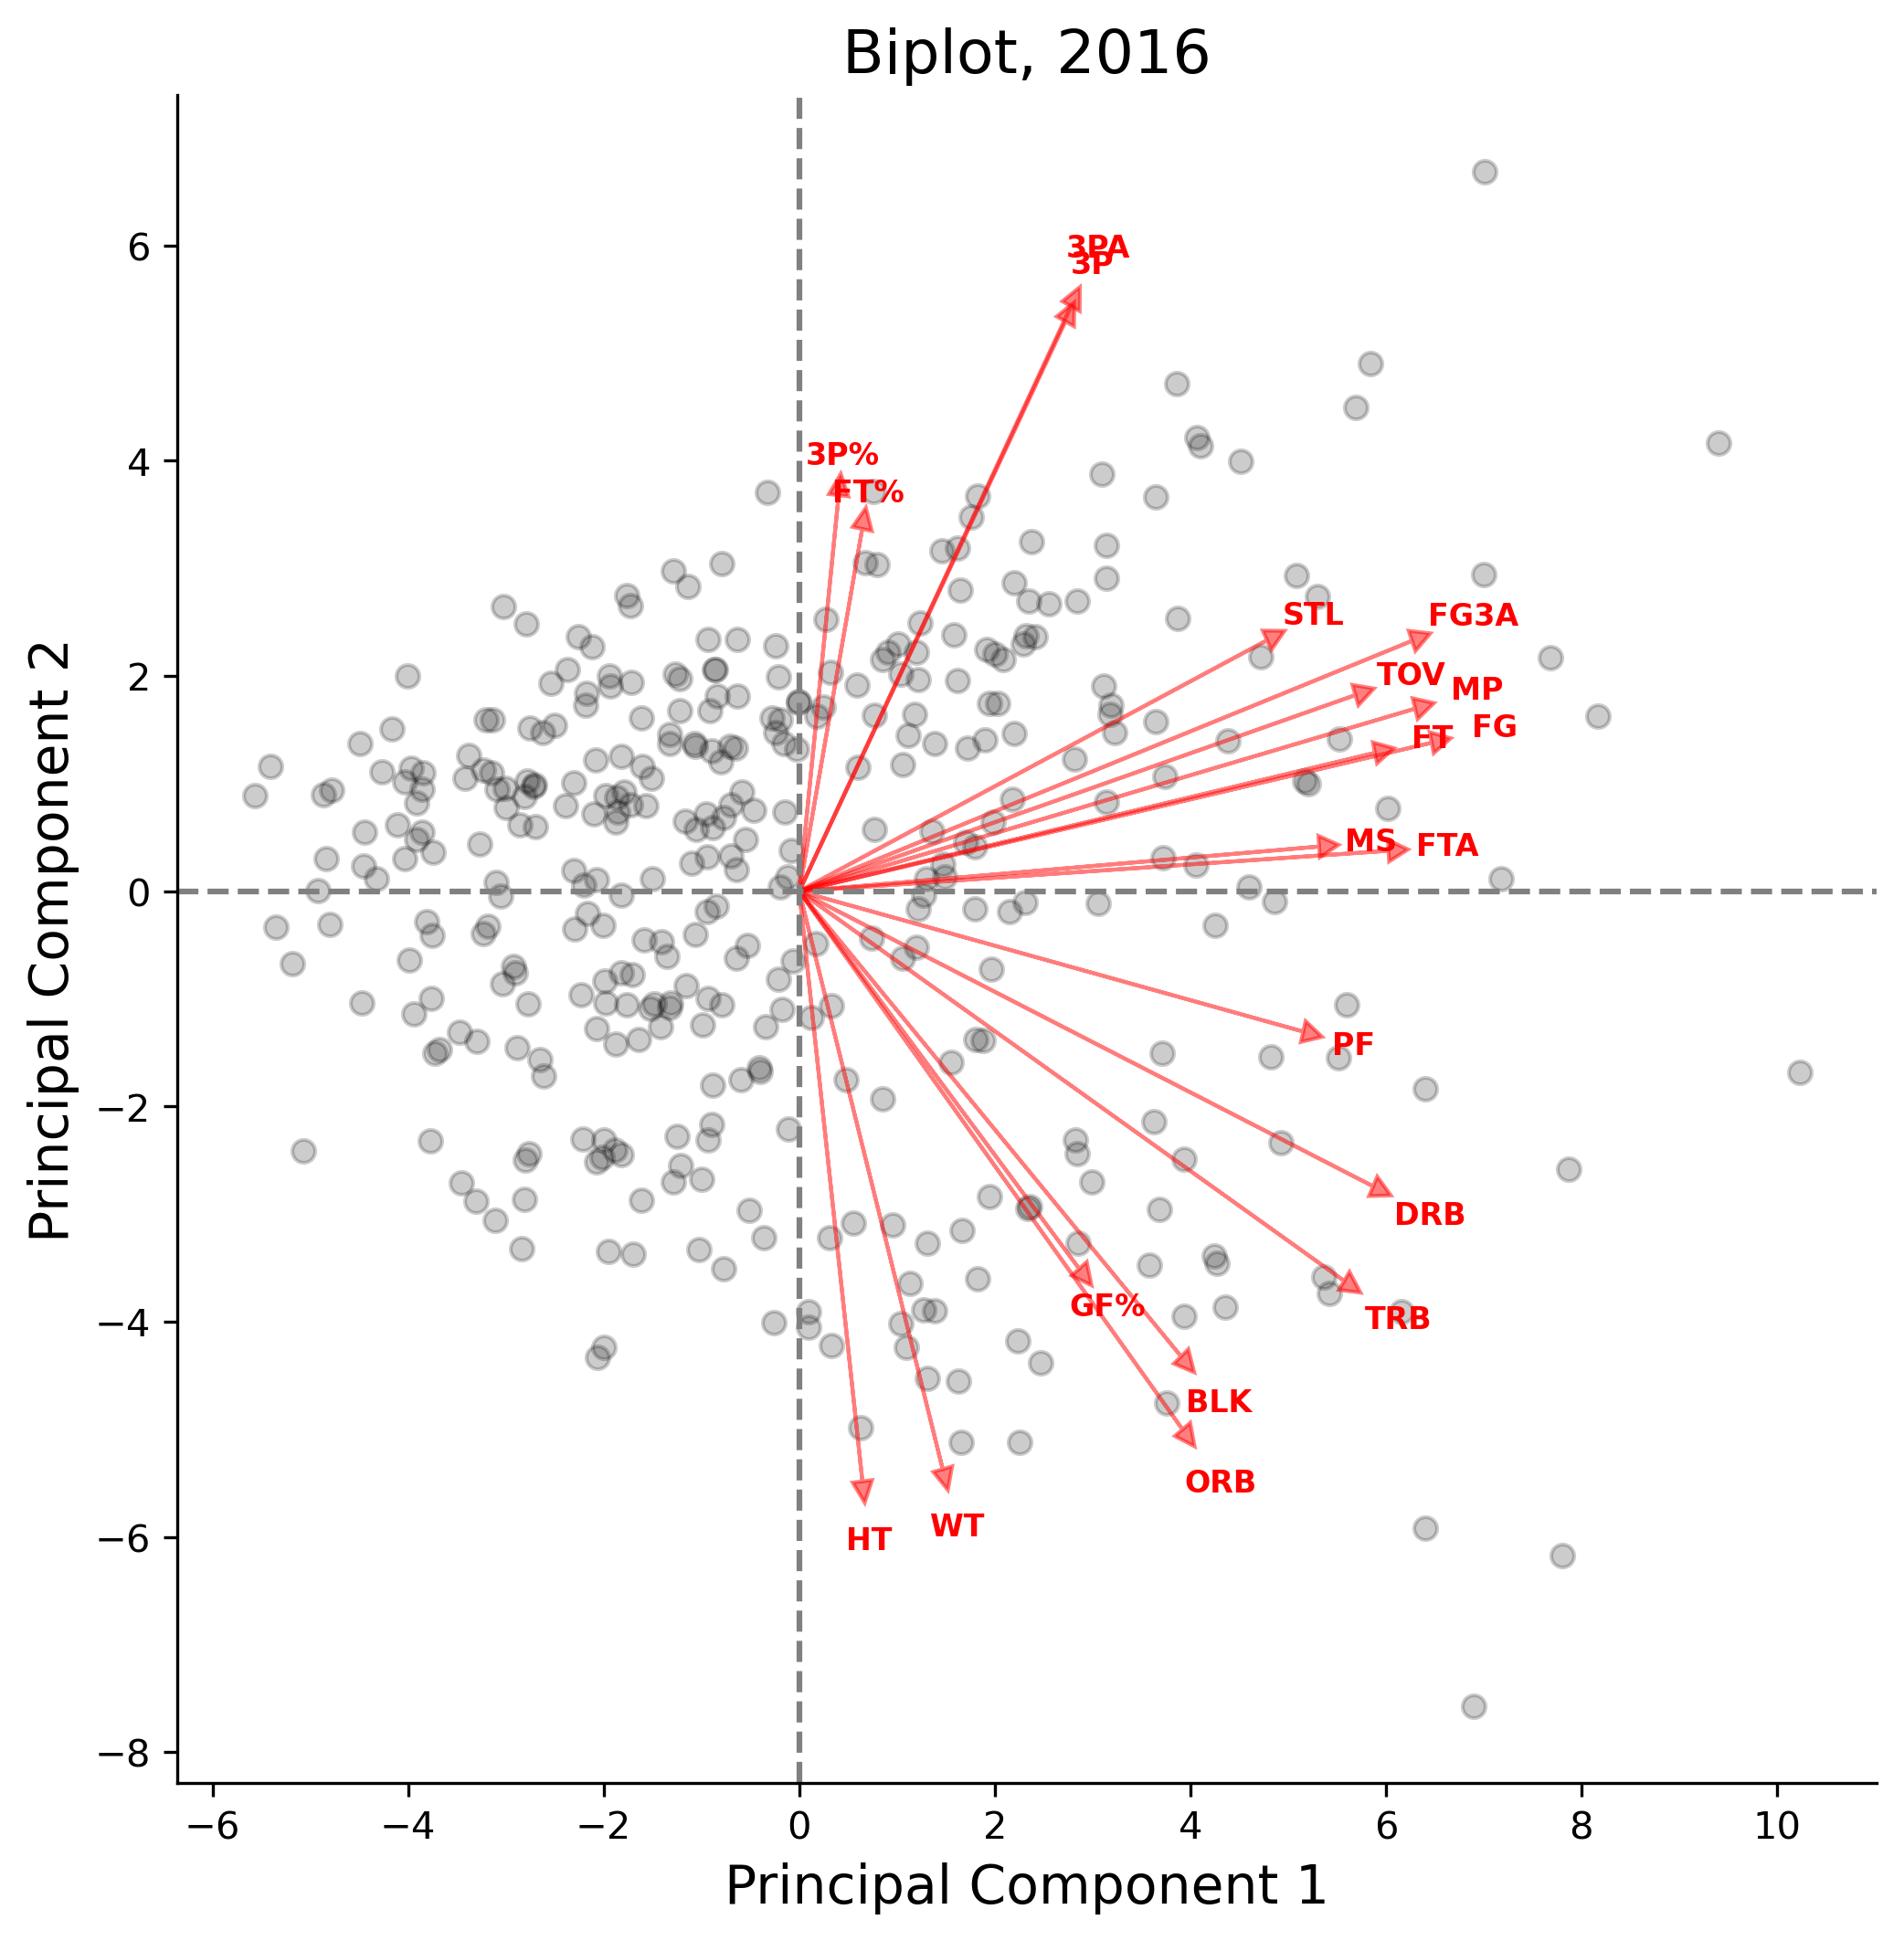 Biplot, 2016
Principal Component 2
6
4
2
0
−2
−4
−6
−8
3PA
3P
3P%
FT%
STL
FG3A
TOV
MP
FG
FT
MS
FTA
PF
DRB
GF%
TRB
BLK
ORB
WT
HT
−6
−4
−2
0
2
4
6
8
10
Principal Component 1